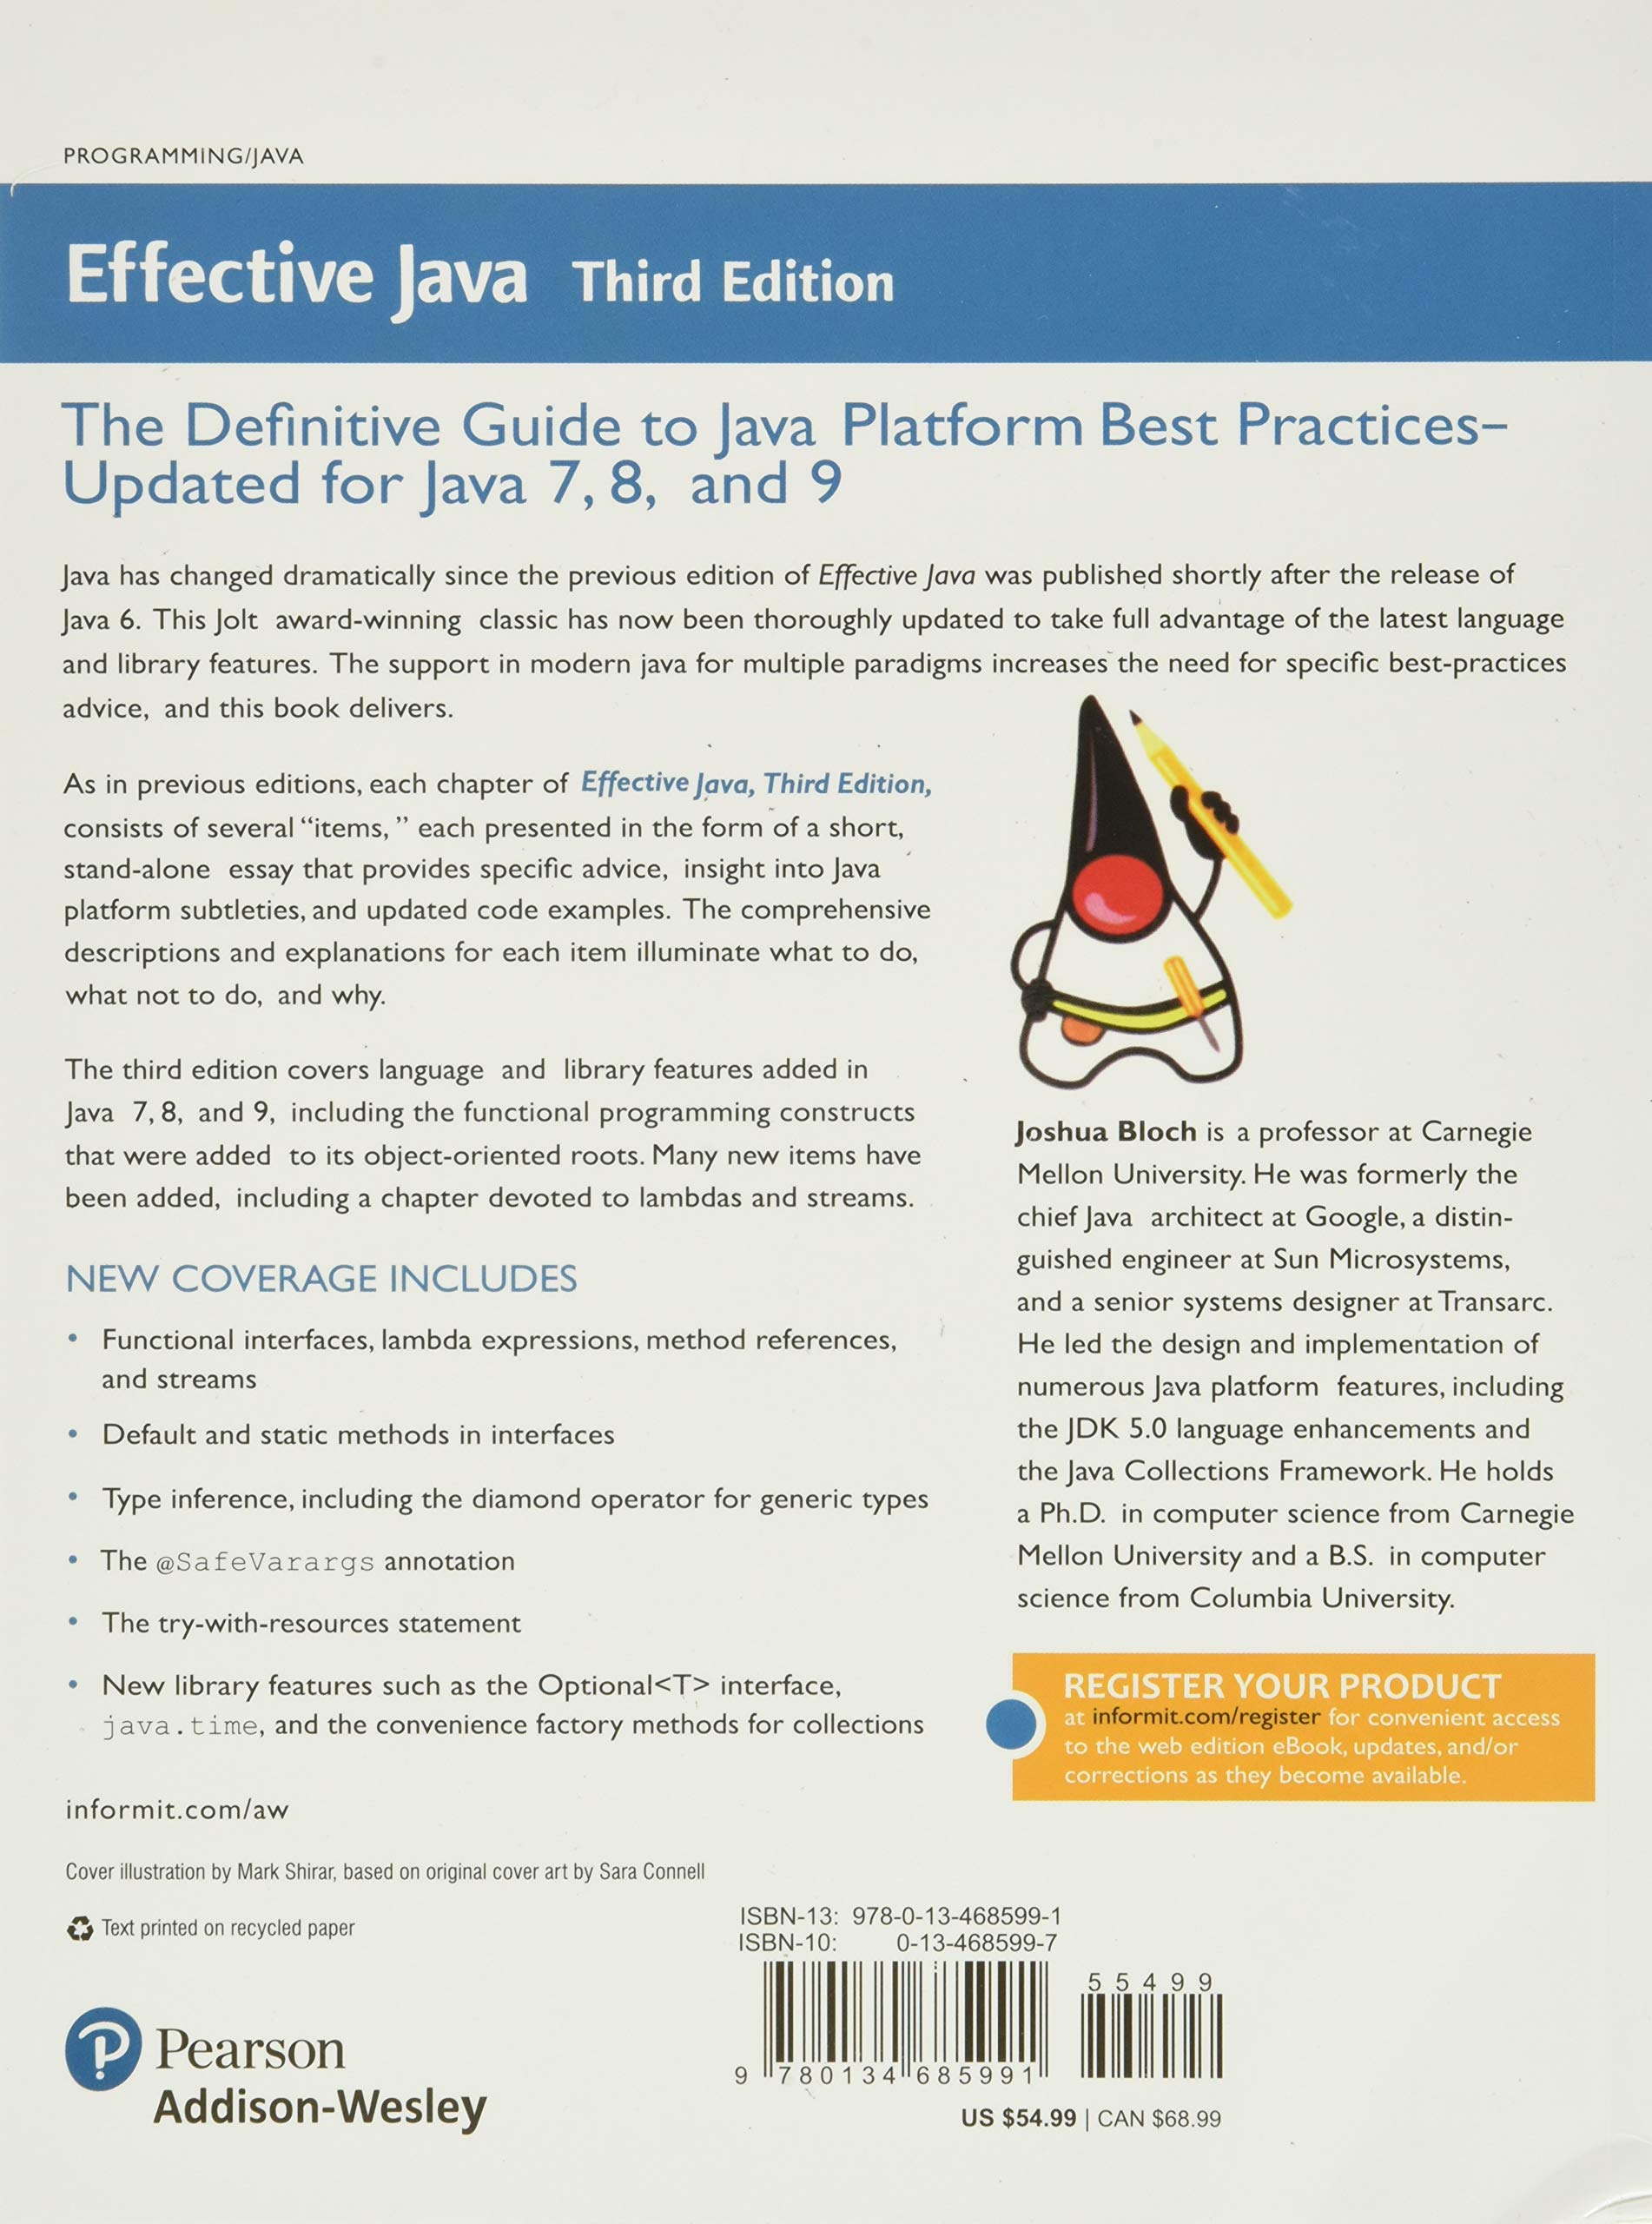 PROGRAMMING/JAVA
Effective Java Third Edition
The Definitive Guide to Java Platform Best Practices–
Updated for Java 7, 8, and 9
Java has changed dramatically since the previous edition of Effective Java was published shortly after the release of
Java 6. This Jolt award-winning classic has now been thoroughly updated to take full advantage of the latest language
and library features. The support in modern java for multiple paradigms increases the need for specific best-practices
advice, and this book delivers.
As in previous editions, each chapter of Effective Java, Third Edition,
consists of several “items, ” each presented in the form of a short,
stand-alone essay that provides specific advice, insight into Java
platform subtleties, and updated code examples. The comprehensive
descriptions and explanations for each item illuminate what to do,
what not to do, and why.
The third edition covers language and library features added in
Java 7, 8, and 9, including the functional programming constructs
that were added to its object-oriented roots. Many new items have
been added, including a chapter devoted to lambdas and streams.
NEW COVERAGE INCLUDES
• Functional interfaces, lambda expressions, method references,
and streams
• Default and static methods in interfaces
• Type inference, including the diamond operator for generic types
• The @SafeVarargs annotation
• The try-with-resources statement
• New library features such as the Optional<T> interface,
java.time, and the convenience factory methods for collections
Joshua Bloch is a professor at Carnegie
Mellon University. He was formerly the
chief Java architect at Google, a distin-
guished engineer at Sun Microsystems,
and a senior systems designer at Transarc.
He led the design and implementation of
numerous Java platform features, including
the JDK 5.0 language enhancements and
the Java Collections Framework. He holds
a Ph.D. in computer science from Carnegie
Mellon University and a B.S. in computer
science from Columbia University.
REGISTER YOUR PRODUCT
at informit.com/register for convenient access
to the web edition eBook, updates, and/or
corrections as they become available.
informit.com/aw
Cover illustration by Mark Shirar, based on original cover art by Sara Connell
Text printed on recycled paper
ISBN-13: 978-0-13-468599-1
ISBN-10: 0-13-468599-7
5 5 4 9 9
9 780134 685991
US $54.99 | CAN $68.99
P Pearson
Addison-Wesley